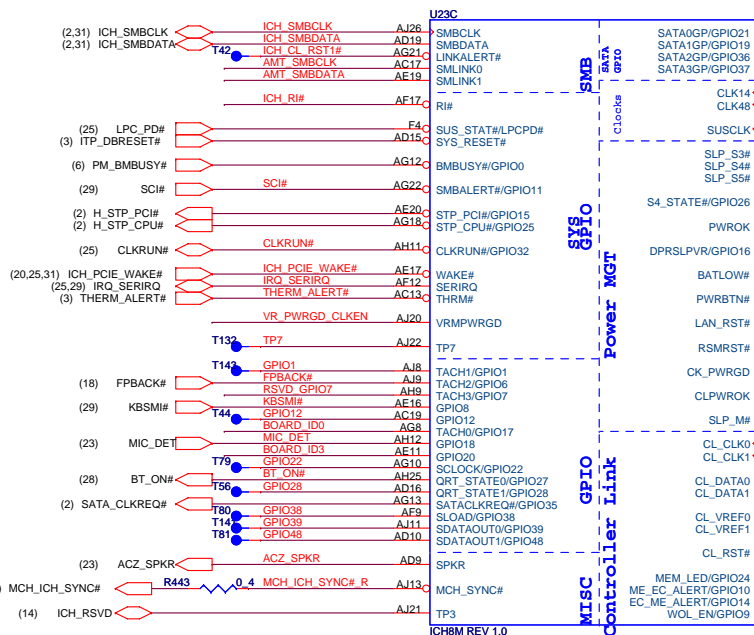 U23C
(2,31) ICH_SMBCLK ICH_SMBCLK AJ26 SMBCLK SATA0GP/GPIO21
(2,31) ICH_SMBDATA ICH_SMBDATA AD19 SMBDATA SATA1GP/GPIO19
T42 ICH_CL_RST1# AG21 LINKALERT# SATA2GP/GPIO36
AMT_SMBCLK AC17 SMLINK0 SATA3GP/GPIO37
AMT_SMBDATA AE19 SMLINK1
SMB
SATA
GPIO
CLK14
ICH_RI# AF17 RI# CLK48
Clocks
(25) LPC_PD# F4 SUS_STAT#/LPCPD# SUSCLK
(3) ITP_DBRESET# AD15 SYS_RESET#
SLP_S3#
(6) PM_BMBUSY# AG12 BMBUSY#/GPIO0 SLP_S4#
SLP_S5#
(29) SCI# SCI# AG22 SMBALERT#/GPIO11
S4_STATE#/GPIO26
(2) H_STP_PCI# AE20 STP_PCI#/GPIO15
(2) H_STP_CPU# AG18 STP_CPU#/GPIO25 PWROK
SYS
GPIO
(25) CLKRUN# CLKRUN# AH11 CLKRUN#/GPIO32 DPRSLPVR/GPIO16
(20,25,31) ICH_PCIE_WAKE# ICH_PCIE_WAKE# AE17 WAKE# BATLOW#
(25,29) IRQ_SERIRQ IRQ_SERIRQ AF12 SERIRQ
(3) THERM_ALERT# THERM_ALERT# AC13 THRM# PWRBTN#
Power MGT
VR_PWRGD_CLKEN AJ20 VRMPWRGD LAN_RST#
T132 TP7 AJ22 TP7 RSMRST#
T143 GPIO1 AJ8 TACH1/GPIO1 CK_PWRGD
(18) FPBACK# FPBACK# AJ9 TACH2/GPIO6
RSVD_GPIO7 AH9 TACH3/GPIO7 CLPWROK
(29) KBSMI# KBSMI# AE16 GPIO8
T44 GPIO12 AC19 GPIO12 SLP_M#
BOARD_ID0 AG8 TACH0/GPIO17
(23) MIC_DET MIC_DET AH12 GPIO18 CL_CLK0
BOARD_ID3 AE11 GPIO20 CL_CLK1
T79 GPIO22 AG10 SCLOCK/GPIO22
(28) BT_ON# BT_ON# AH25 QRT_STATE0/GPIO27 CL_DATA0
T56 GPIO28 AD16 QRT_STATE1/GPIO28 CL_DATA1
(2) SATA_CLKREQ# AG13 SATACLKREQ#/GPIO35
T80 GPIO38 AF9 SLOAD/GPIO38 CL_VREF0
T141 GPIO39 AJ11 SDATAOUT0/GPIO39 CL_VREF1
T81 GPIO48 AD10 SDATAOUT1/GPIO48
GPIO
Controller Link
CL_RST#
(23) ACZ_SPKR ACZ_SPKR AD9 SPKR
MEM_LED/GPIO24
) MCH_ICH_SYNC# R443 0_4 MCH_ICH_SYNC#_R AJ13 MCH_SYNC# ME_EC_ALERT/GPIO10
EC_ME_ALERT/GPIO14
(14) ICH_RSVD AJ21 TP3 WOL_EN/GPIO9
MISC
ICH8M REV 1.0